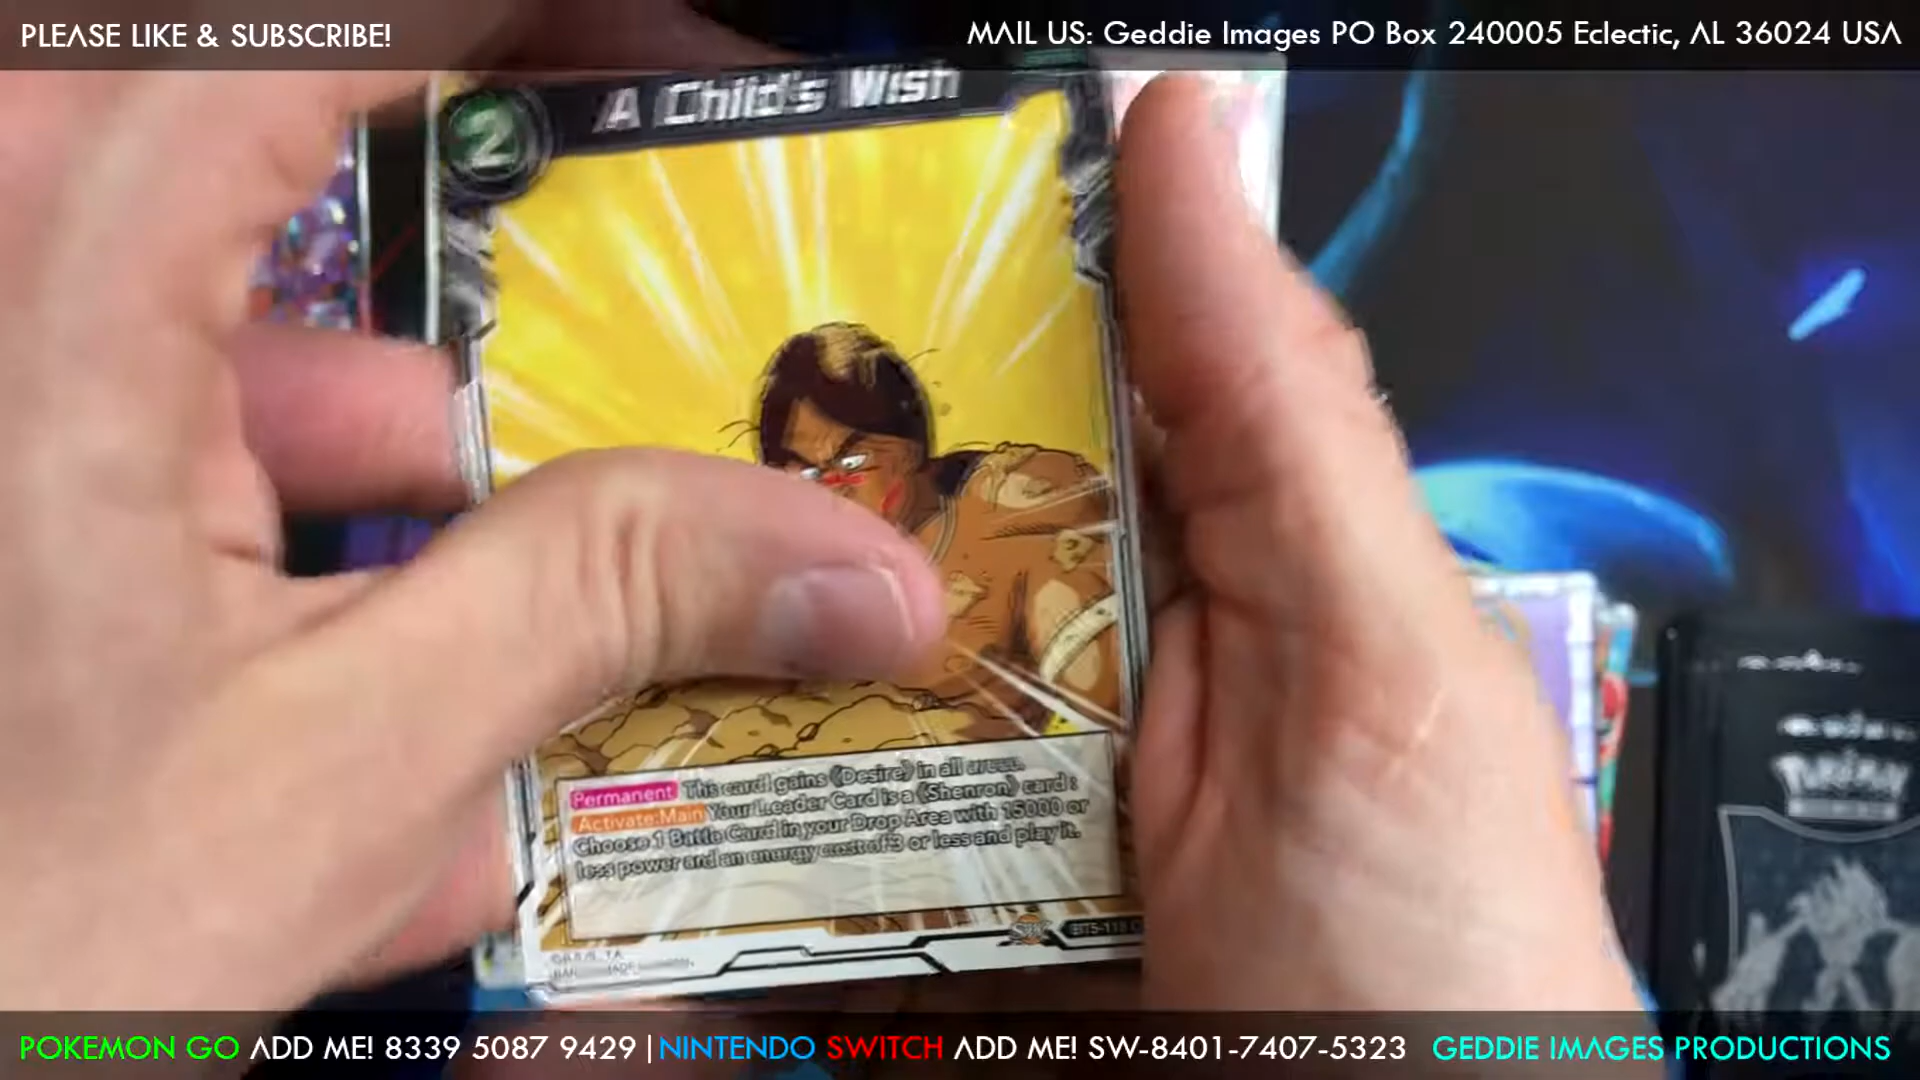 PLEASE LIKE & SUBSCRIBE!
MAIL US: Geddie Images PO Box 240005 Eclectic, AL 36024 USA
A Child's Wish
2
Permanent This card gains 《Desire》 in all areas.
Activate:Main Your Leader Card is a 《Shenron》 card :
Choose 1 Battle Card in your Drop Area with 15000 or
less power and an energy cost of 3 or less and play it.
POKÉMON
POKEMON GO ADD ME! 8339 5087 9429 | NINTENDO SWITCH ADD ME! SW-8401-7407-5323 GEDDIE IMAGES PRODUCTIONS